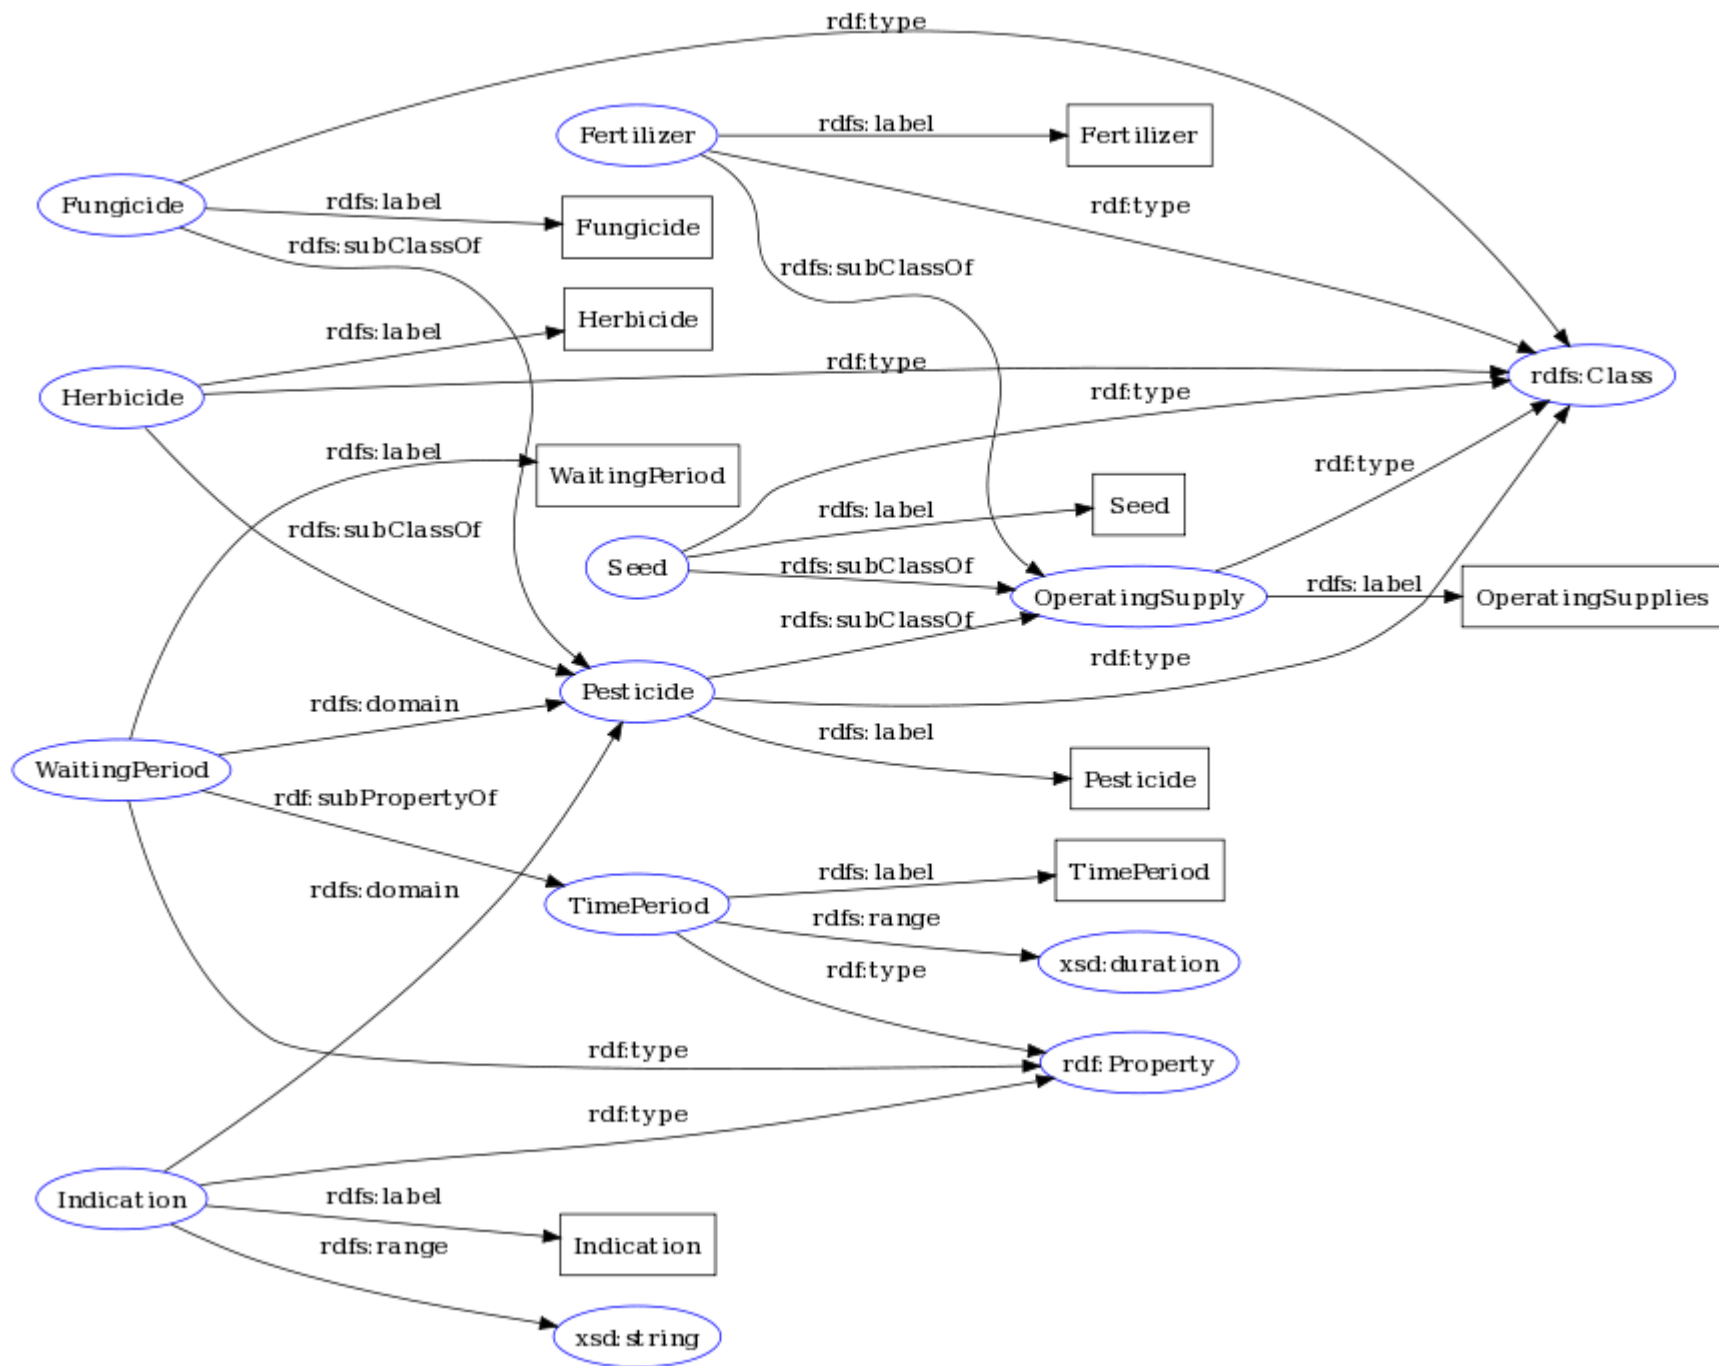 rdf:type
Fertilizer
rdfs:label
Fertilizer
Fungicide
rdfs:label
rdf:type
Fungicide
rdfs:subClassOf
rdfs:subClassOf
Herbicide
rdfs:label
rdf:type
rdfs:Class
Herbicide
rdf:type
rdfs:label
WaitingPeriod
rdf:type
rdfs:label
Seed
rdfs:subClassOf
Seed
rdfs:subClassOf
rdfs:label
OperatingSupply
OperatingSupplies
rdfs:subClassOf
rdf:type
Pesticide
rdfs:domain
rdfs:label
WaitingPeriod
Pesticide
rdf:subPropertyOf
rdfs:label
TimePeriod
rdfs:domain
TimePeriod
rdfs:range
xsd:duration
rdf:type
rdf:type
rdf:Property
rdf:type
Indication
rdfs:label
Indication
rdfs:range
xsd:string